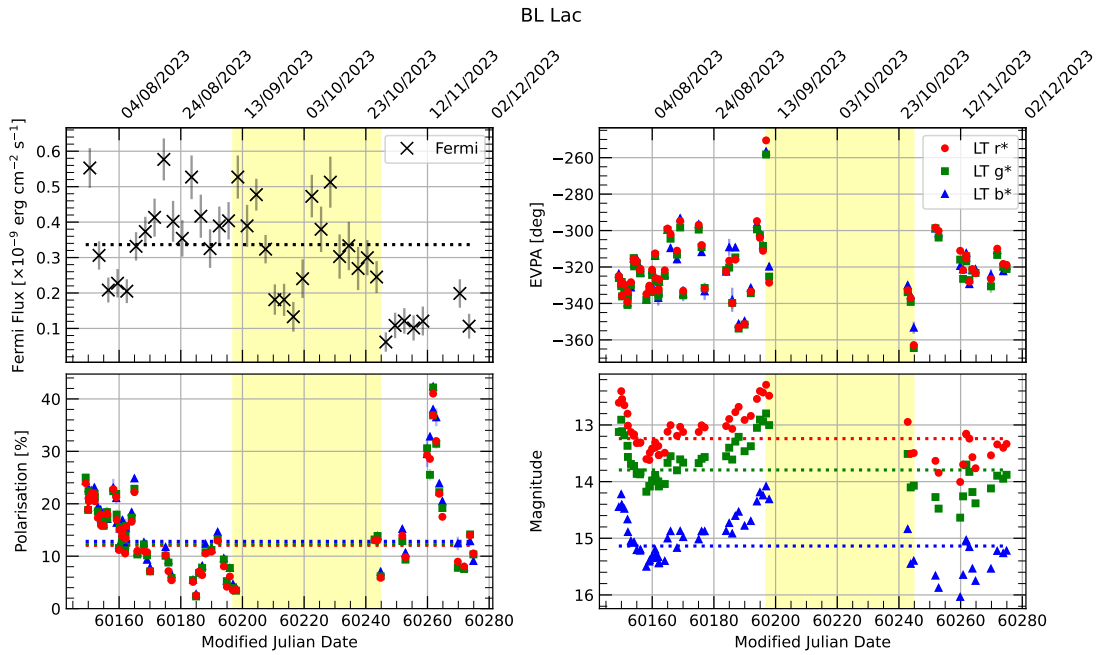 BL Lac
04/08/2023 24/08/2023 13/09/2023 03/10/2023 23/10/2023 12/11/2023 02/12/2023
04/08/2023 24/08/2023 13/09/2023 03/10/2023 23/10/2023 12/11/2023 02/12/2023
Fermi Flux [×10⁻⁹ erg cm⁻² s⁻¹]
0.6
0.5
0.4
0.3
0.2
0.1
Fermi
EVPA [deg]
−260
−280
−300
−320
−340
−360
LT r*
LT g*
LT b*
Polarisation [%]
40
30
20
10
0
60160 60180 60200 60220 60240 60260 60280
Modified Julian Date
Magnitude
13
14
15
16
60160 60180 60200 60220 60240 60260 60280
Modified Julian Date